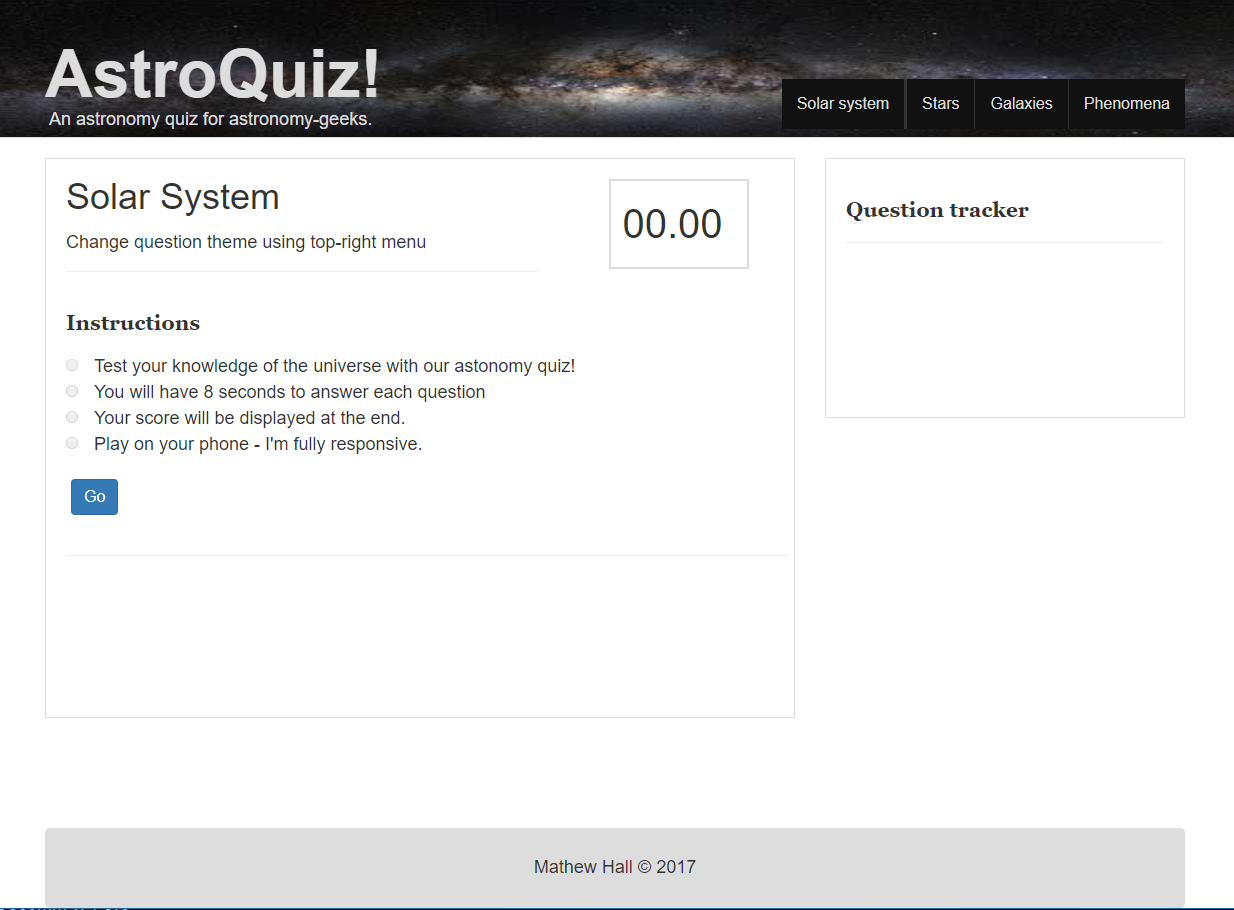 AstroQuiz!
An astronomy quiz for astronomy-geeks.
Solar system Stars Galaxies Phenomena
Solar System
Change question theme using top-right menu
00.00
Instructions
Test your knowledge of the universe with our astonomy quiz!
You will have 8 seconds to answer each question
Your score will be displayed at the end.
Play on your phone - I'm fully responsive.
Go
Question tracker
Mathew Hall © 2017